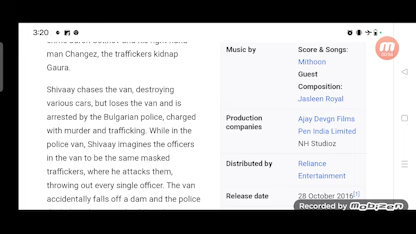 3:20
man Changez, the traffickers kidnap
Gaura.
Shivaay chases the van, destroying
various cars, but loses the van and is
arrested by the Bulgarian police, charged
with murder and trafficking. While in the
police van, Shivaay imagines the officers
in the van to be the same masked
traffickers, where he attacks them,
throwing out every single officer. The van
accidentally falls off a dam and the police
Music by
Score & Songs:
Mithoon
Guest
Composition:
Jasleen Royal
Production
companies
Ajay Devgn Films
Pen India Limited
NH Studioz
Distributed by
Reliance
Entertainment
Release date
28 October 2016[1]
Recorded by mobizen